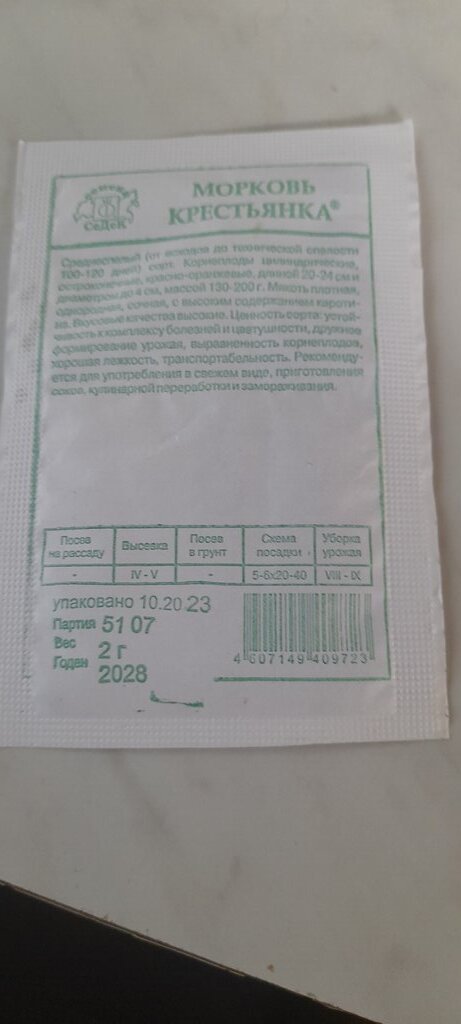 СеДеК
МОРКОВЬ
КРЕСТЬЯНКА®
Среднеспелый (от всходов до технической спелости
100-120 дней) сорт. Корнеплоды цилиндрические,
остроконечные, красно-оранжевые, длиной 20-24 см и
диаметром до 4 см, массой 130-200 г. Мякоть плотная,
однородная, сочная, с высоким содержанием кароти-
на. Вкусовые качества высокие. Ценность сорта: устой-
чивость к комплексу болезней и цветушности, дружное
формирование урожая, выравненность корнеплодов,
хорошая лежкость, транспортабельность. Рекоменду-
ется для употребления в свежем виде, приготовления
соков, кулинарной переработки и замораживания.
Посев на рассаду Высевка Посев в грунт Схема посадки Уборка урожая
- IV - V - 5-6x20-40 VIII - IX
упаковано 10.20 23
Партия 51 07
Вес 2 г
Годен 2028
4 607149 409723